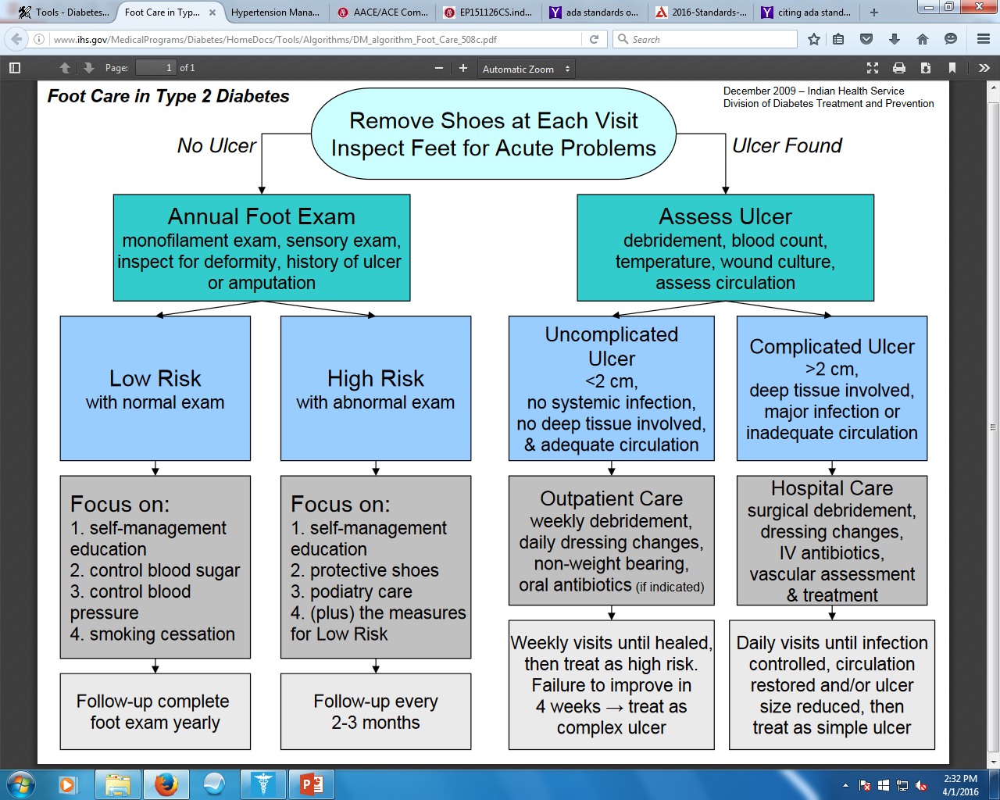 Tools - Diabetes...
Foot Care in Typ...
Hypertension Mana...
AACE/ACE Com...
EP151126CS.ind...
ada standards o...
2016-Standards-...
citing ada stand...
www.ihs.gov/MedicalPrograms/Diabetes/HomeDocs/Tools/Algorithms/DM_algorithm_Foot_Care_508c.pdf
Search
Page:
1
of 1
Automatic Zoom
Foot Care in Type 2 Diabetes
December 2009 – Indian Health Service
Division of Diabetes Treatment and Prevention
Remove Shoes at Each Visit
Inspect Feet for Acute Problems
No Ulcer
Ulcer Found
Annual Foot Exam
monofilament exam, sensory exam,
inspect for deformity, history of ulcer
or amputation
Assess Ulcer
debridement, blood count,
temperature, wound culture,
assess circulation
Low Risk
with normal exam
High Risk
with abnormal exam
Uncomplicated
Ulcer
<2 cm,
no systemic infection,
no deep tissue involved,
& adequate circulation
Complicated Ulcer
>2 cm,
deep tissue involved,
major infection or
inadequate circulation
Focus on:
1. self-management
education
2. control blood sugar
3. control blood
pressure
4. smoking cessation
Focus on:
1. self-management
education
2. protective shoes
3. podiatry care
4. (plus) the measures
for Low Risk
Outpatient Care
weekly debridement,
daily dressing changes,
non-weight bearing,
oral antibiotics (if indicated)
Hospital Care
surgical debridement,
dressing changes,
IV antibiotics,
vascular assessment
& treatment
Follow-up complete
foot exam yearly
Follow-up every
2-3 months
Weekly visits until healed,
then treat as high risk.
Failure to improve in
4 weeks → treat as
complex ulcer
Daily visits until infection
controlled, circulation
restored and/or ulcer
size reduced, then
treat as simple ulcer
2:32 PM
4/1/2016